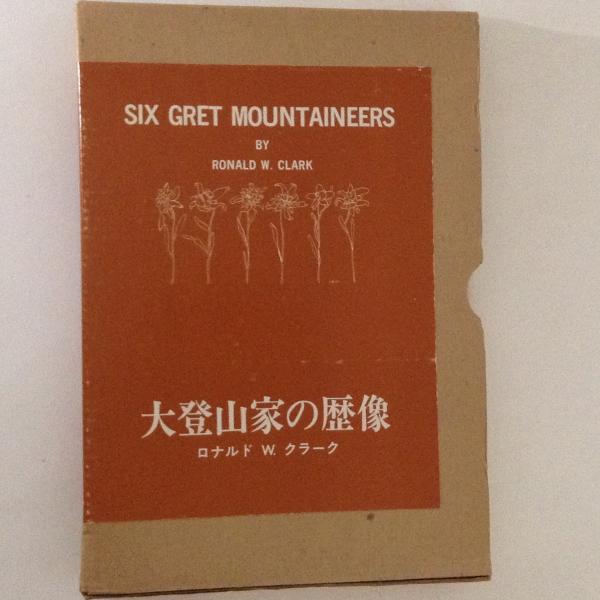 SIX GRET MOUNTAINEERS
BY
RONALD W. CLARK
大登山家の歴像
ロナルド W. クラーク